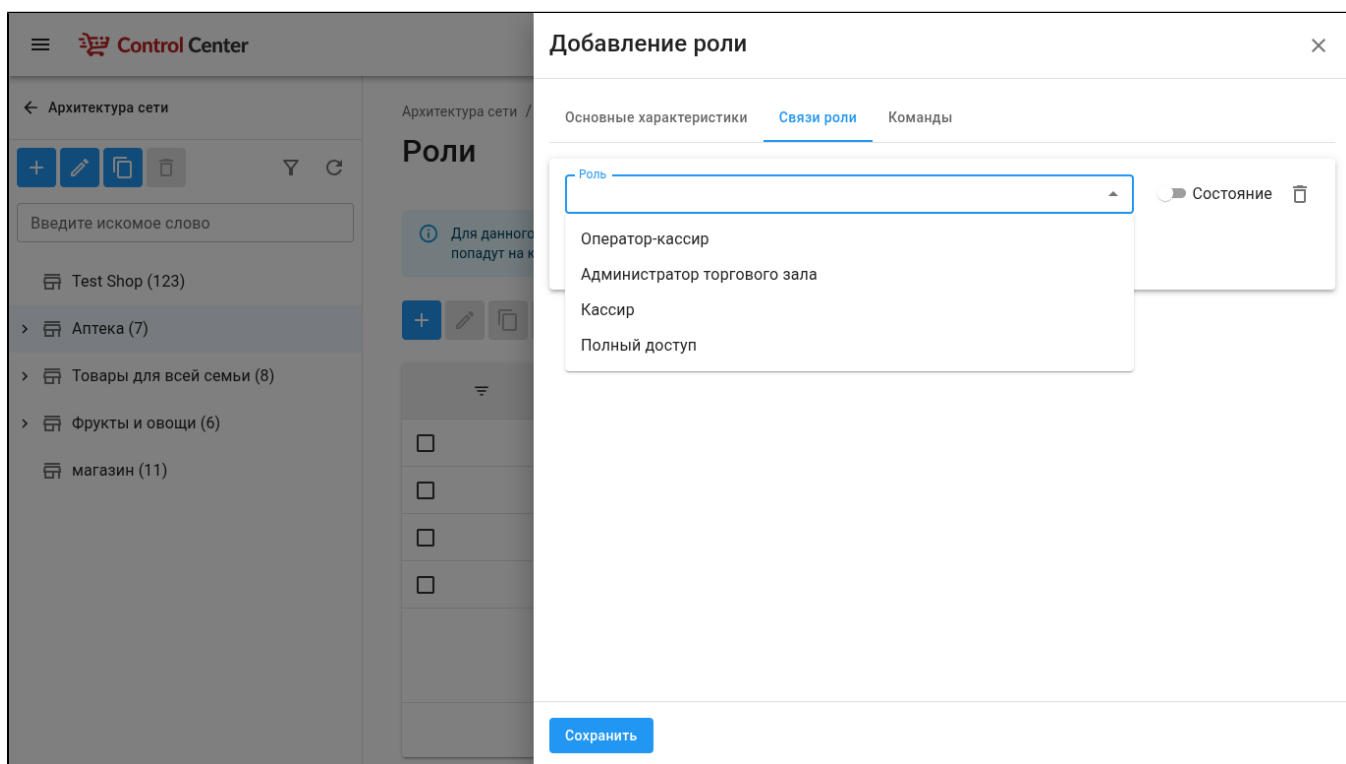 Control Center
Архитектура сети
Введите искомое слово
Test Shop (123)
Аптека (7)
Товары для всей семьи (8)
Фрукты и овощи (6)
магазин (11)
Архитектура сети /
Роли
Для данного
попадут на к
Добавление роли
Основные характеристики Связи роли Команды
Роль
Состояние
Оператор-кассир
Администратор торгового зала
Кассир
Полный доступ
Сохранить